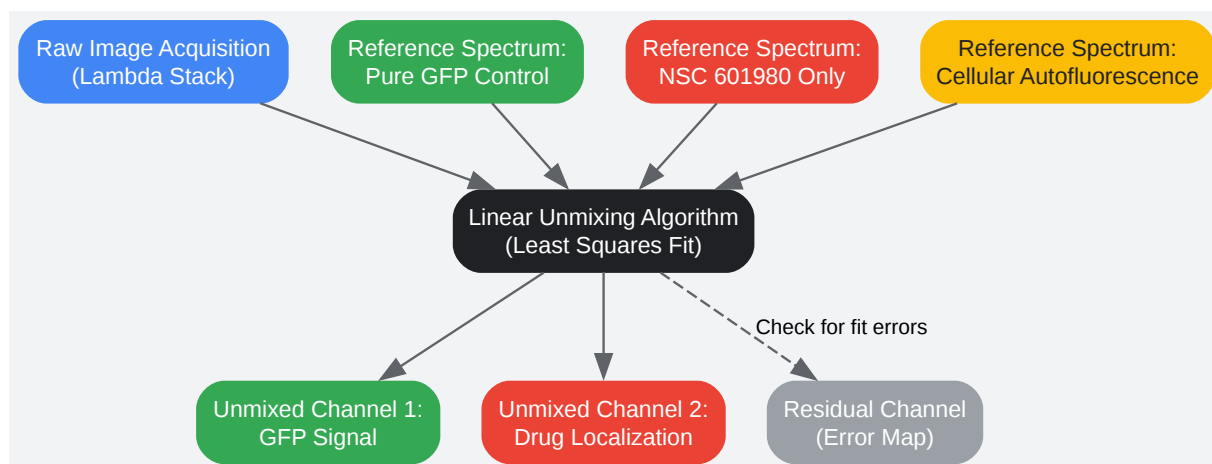 Raw Image Acquisition
(Lambda Stack)
Reference Spectrum:
Pure GFP Control
Reference Spectrum:
NSC 601980 Only
Reference Spectrum:
Cellular Autofluorescence
Linear Unmixing Algorithm
(Least Squares Fit)
Check for fit errors
Unmixed Channel 1:
GFP Signal
Unmixed Channel 2:
Drug Localization
Residual Channel
(Error Map)